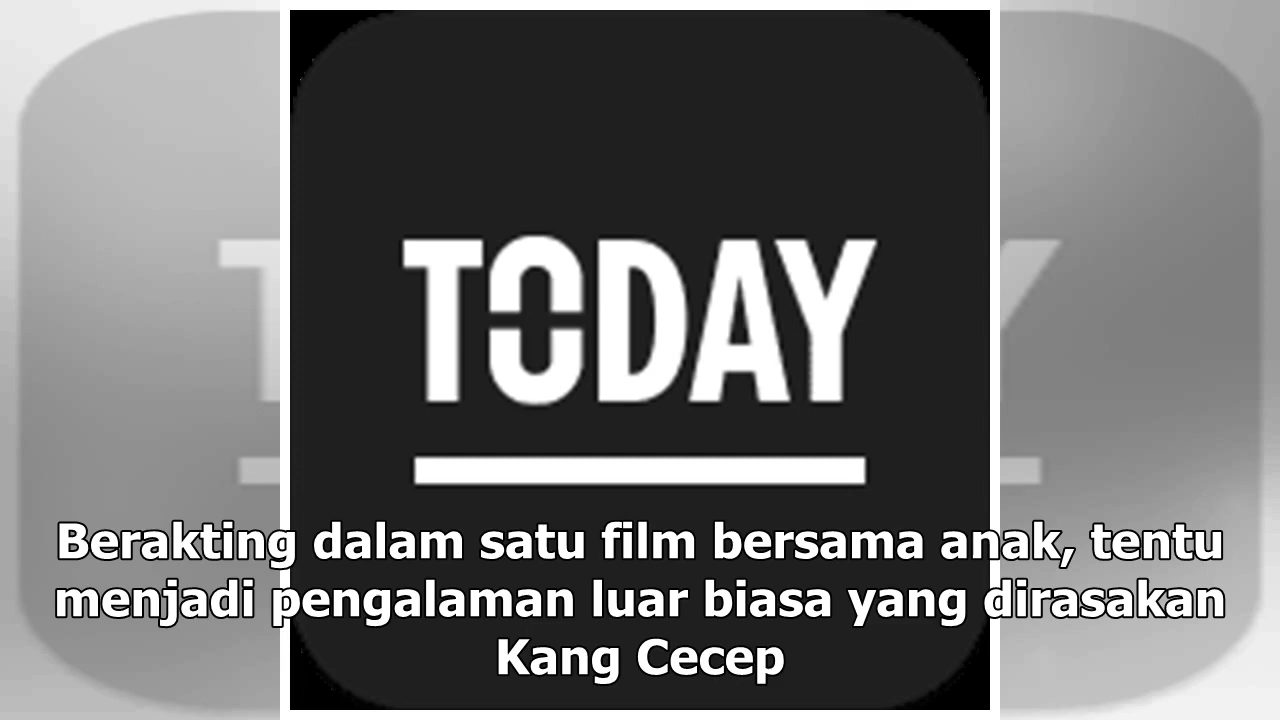 TODAY
Berakting dalam satu film bersama anak, tentu
menjadi pengalaman luar biasa yang dirasakan
Kang Cecep